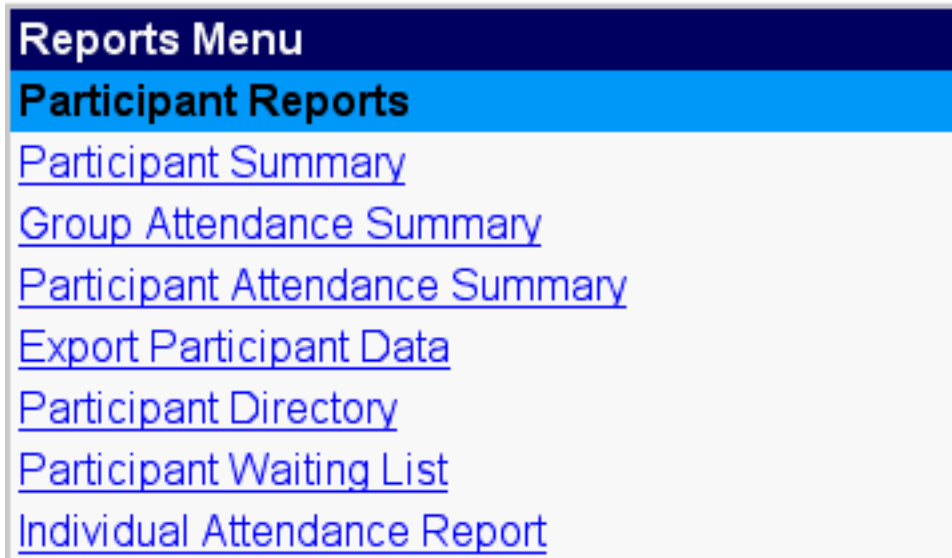 Reports Menu
Participant Reports
Participant Summary
Group Attendance Summary
Participant Attendance Summary
Export Participant Data
Participant Directory
Participant Waiting List
Individual Attendance Report